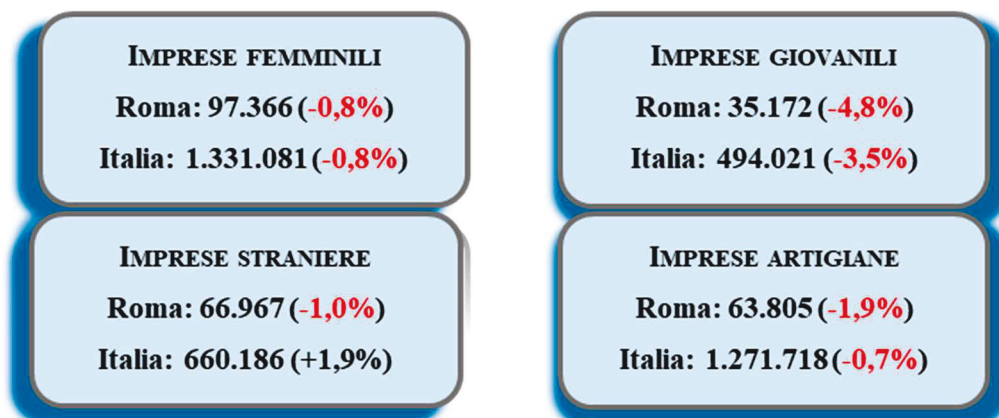 IMPRESE FEMMINILI
Roma: 97.366 (-0,8%)
Italia: 1.331.081 (-0,8%)
IMPRESE GIOVANILI
Roma: 35.172 (-4,8%)
Italia: 494.021 (-3,5%)
IMPRESE STRANIERE
Roma: 66.967 (-1,0%)
Italia: 660.186 (+1,9%)
IMPRESE ARTIGIANE
Roma: 63.805 (-1,9%)
Italia: 1.271.718 (-0,7%)